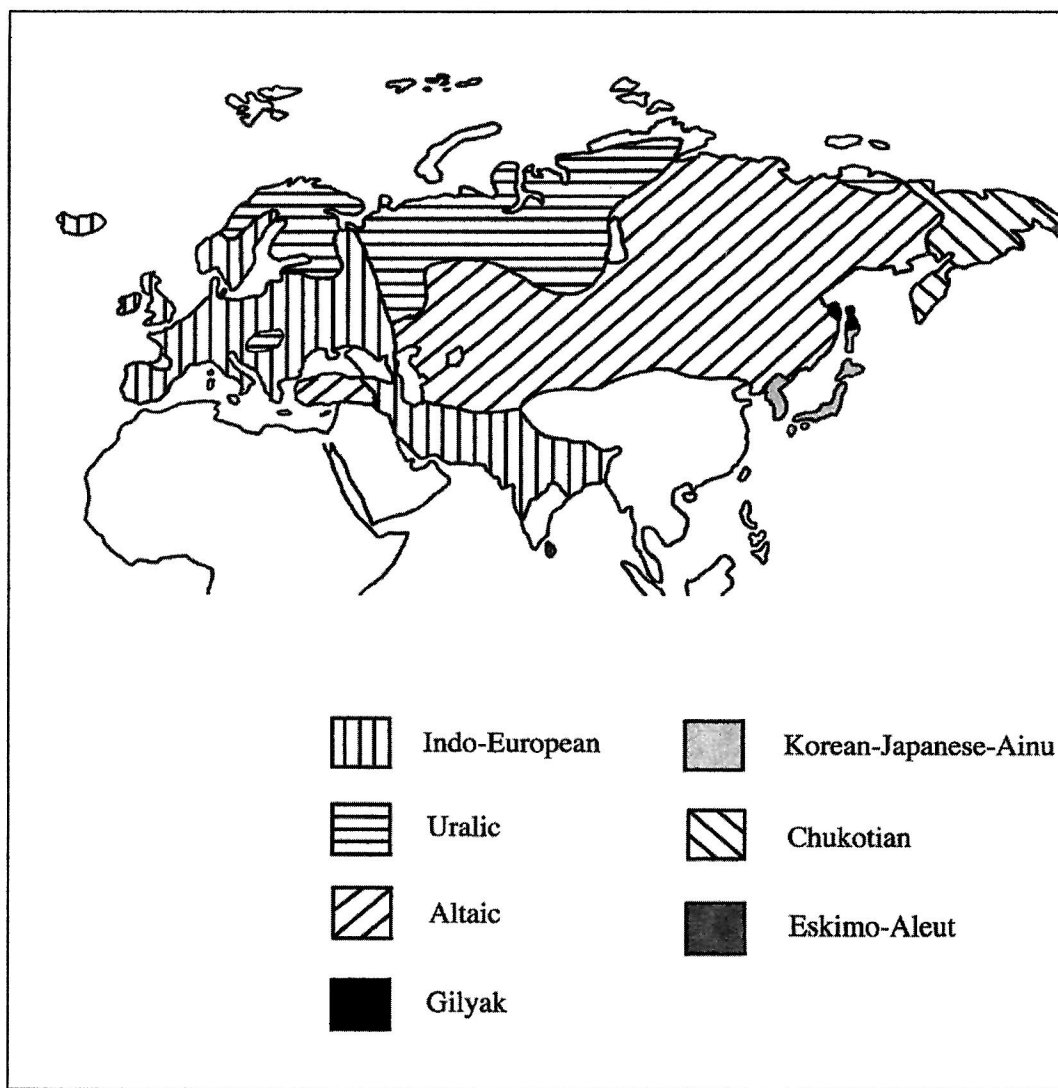 Indo-European
Uralic
Altaic
Gilyak
Korean-Japanese-Ainu
Chukotian
Eskimo-Aleut